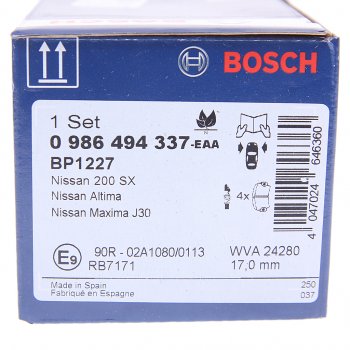 BOSCH
1 Set
0 986 494 337-EAA
BP1227
Nissan 200 SX
Nissan Altima
Nissan Maxima J30
4x
4 047024 646360
E9
90R - 02A1080/0113
WVA 24280
RB7171
17,0 mm
Made in Spain
Fabriqué en Espagne
250
037